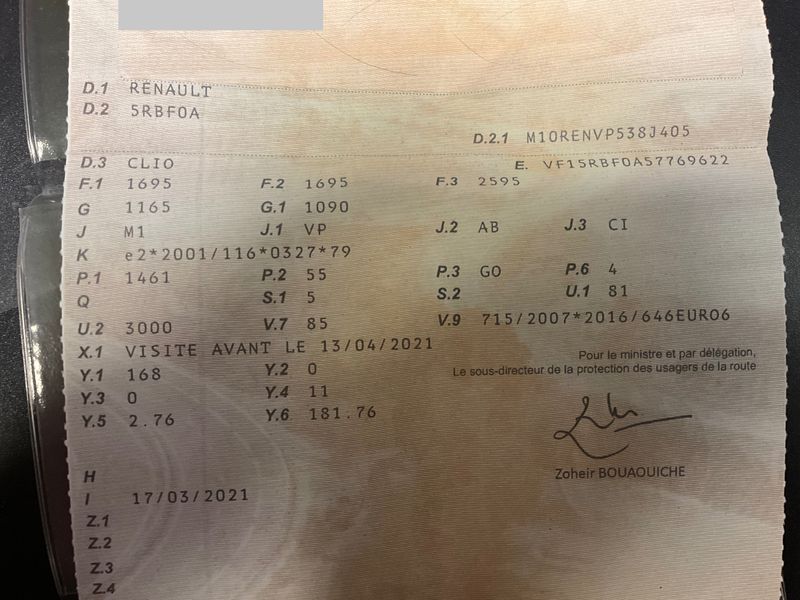 D.1 RENAULT
D.2 5RBF0A
D.2.1 M10RENVP538J405
D.3 CLIO E. VF15RBF0A57769622
F.1 1695 F.2 1695 F.3 2595
G 1165 G.1 1090
J M1 J.1 VP J.2 AB J.3 CI
K e2*2001/116*0327*79
P.1 1461 P.2 55 P.3 GO P.6 4
Q S.1 5 S.2 U.1 81
U.2 3000 V.7 85 V.9 715/2007*2016/646EURO6
X.1 VISITE AVANT LE 13/04/2021
Y.1 168 Y.2 0
Y.3 0 Y.4 11
Y.5 2.76 Y.6 181.76
Pour le ministre et par délégation,
Le sous-directeur de la protection des usagers de la route
Zoheir BOUAOUICHE
H
I 17/03/2021
Z.1
Z.2
Z.3
Z.4